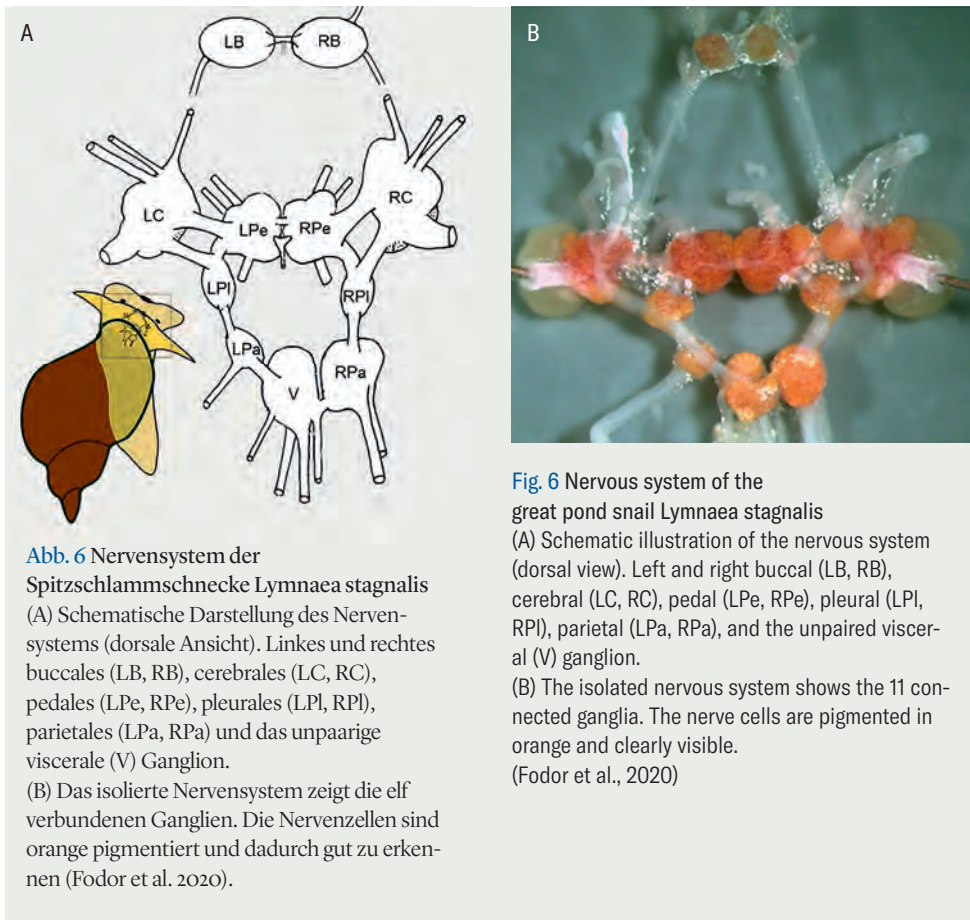 A
LB
RB
LC
RC
LPe
RPe
LPl
RPl
LPa
V
RPa
Abb. 6 Nervensystem der
Spitzschlammschnecke Lymnaea stagnalis
(A) Schematische Darstellung des Nerven-
systems (dorsale Ansicht). Linkes und rechtes
buccales (LB, RB), cerebrales (LC, RC),
pedales (LPe, RPe), pleurales (LPl, RPl),
parietales (LPa, RPa) und das unpaarige
viscerale (V) Ganglion.
(B) Das isolierte Nervensystem zeigt die elf
verbundenen Ganglien. Die Nervenzellen sind
orange pigmentiert und dadurch gut zu erken-
nen (Fodor et al. 2020).
B
Fig. 6 Nervous system of the
great pond snail Lymnaea stagnalis
(A) Schematic illustration of the nervous system
(dorsal view). Left and right buccal (LB, RB),
cerebral (LC, RC), pedal (LPe, RPe), pleural (LPl,
RPl), parietal (LPa, RPa), and the unpaired viscer-
al (V) ganglion.
(B) The isolated nervous system shows the 11 con-
nected ganglia. The nerve cells are pigmented in
orange and clearly visible.
(Fodor et al., 2020)